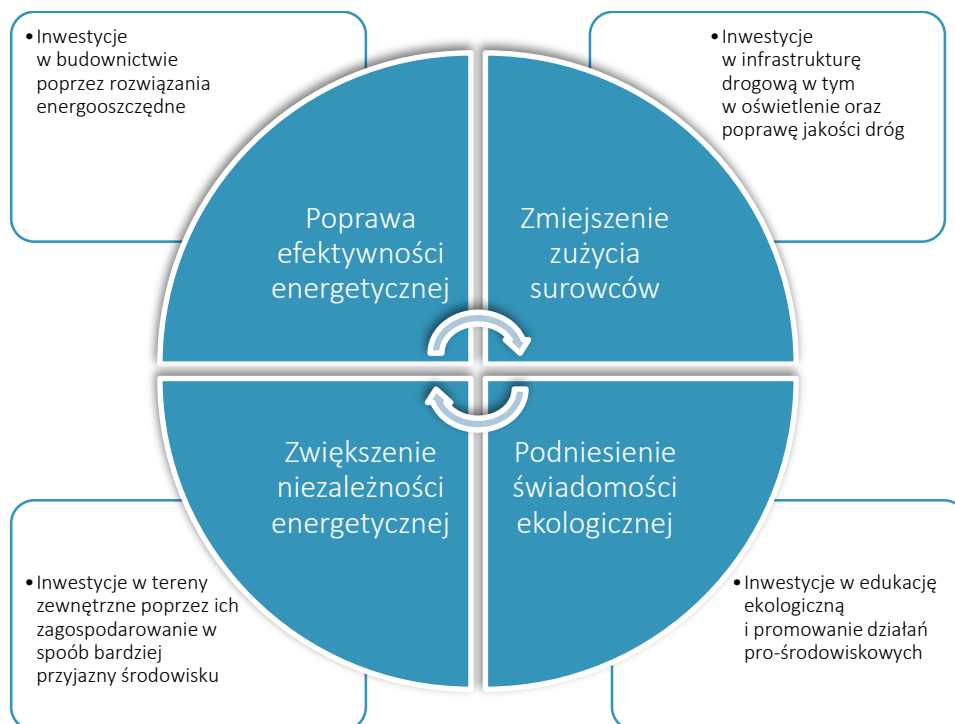 • Inwestycje
w budownictwie
poprzez rozwiązania
energooszczędne
• Inwestycje
w infrastrukturę
drogową w tym
w oświetlenie oraz
poprawę jakości dróg
Poprawa
efektywności
energetycznej
Zmiejszenie
zużycia
surowców
Zwiększenie
niezależności
energetycznej
Podniesienie
świadomości
ekologicznej
• Inwestycje w tereny
zewnętrzne poprzez ich
zagospodarowanie w
spoób bardziej
przyjazny środowisku
• Inwestycje w edukację
ekologiczną
i promowanie działań
pro-środowiskowych